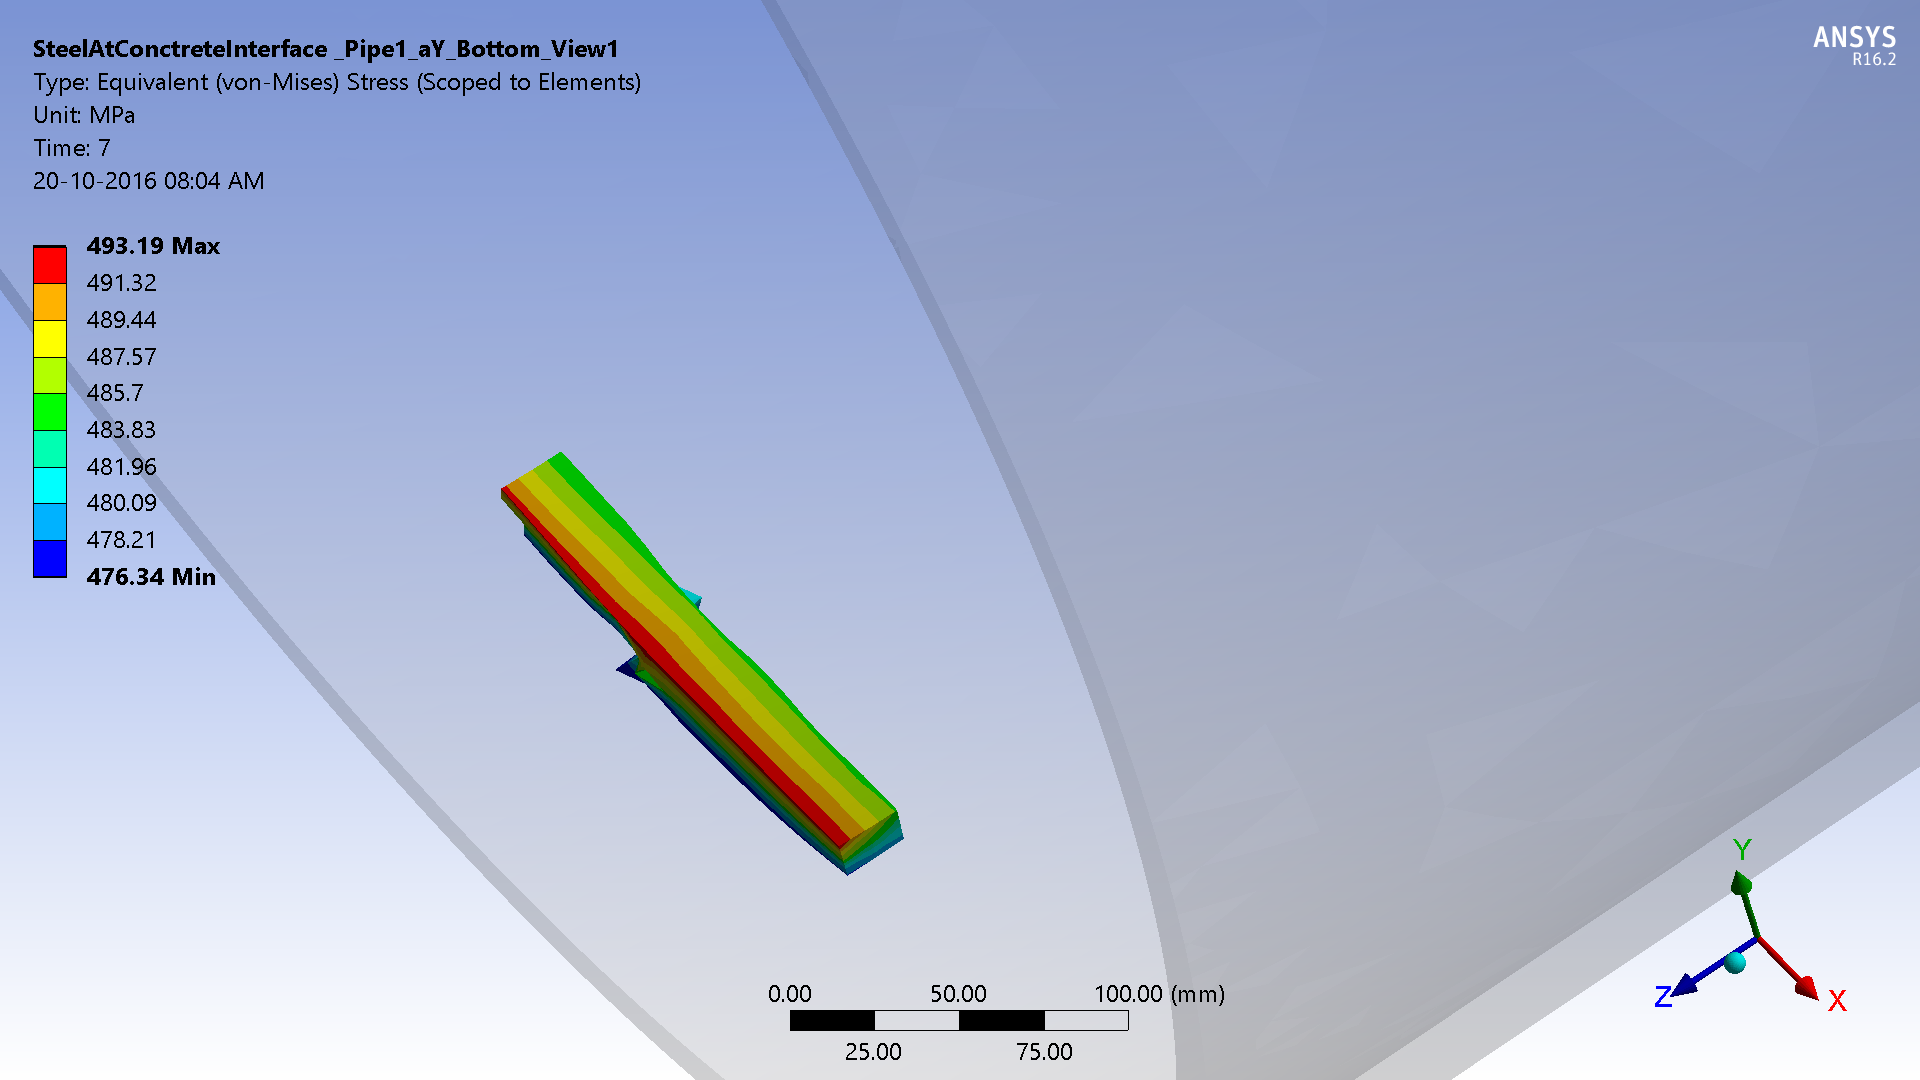 SteelAtConctreteInterface _Pipe1_aY_Bottom_View1
Type: Equivalent (von-Mises) Stress (Scoped to Elements)
Unit: MPa
Time: 7
20-10-2016 08:04 AM
ANSYS
R16.2
493.19 Max
491.32
489.44
487.57
485.7
483.83
481.96
480.09
478.21
476.34 Min
0.00 50.00 100.00 (mm)
25.00 75.00
Y
Z
X